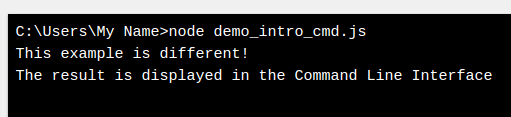 C:\Users\My Name>node demo_intro_cmd.js
This example is different!
The result is displayed in the Command Line Interface